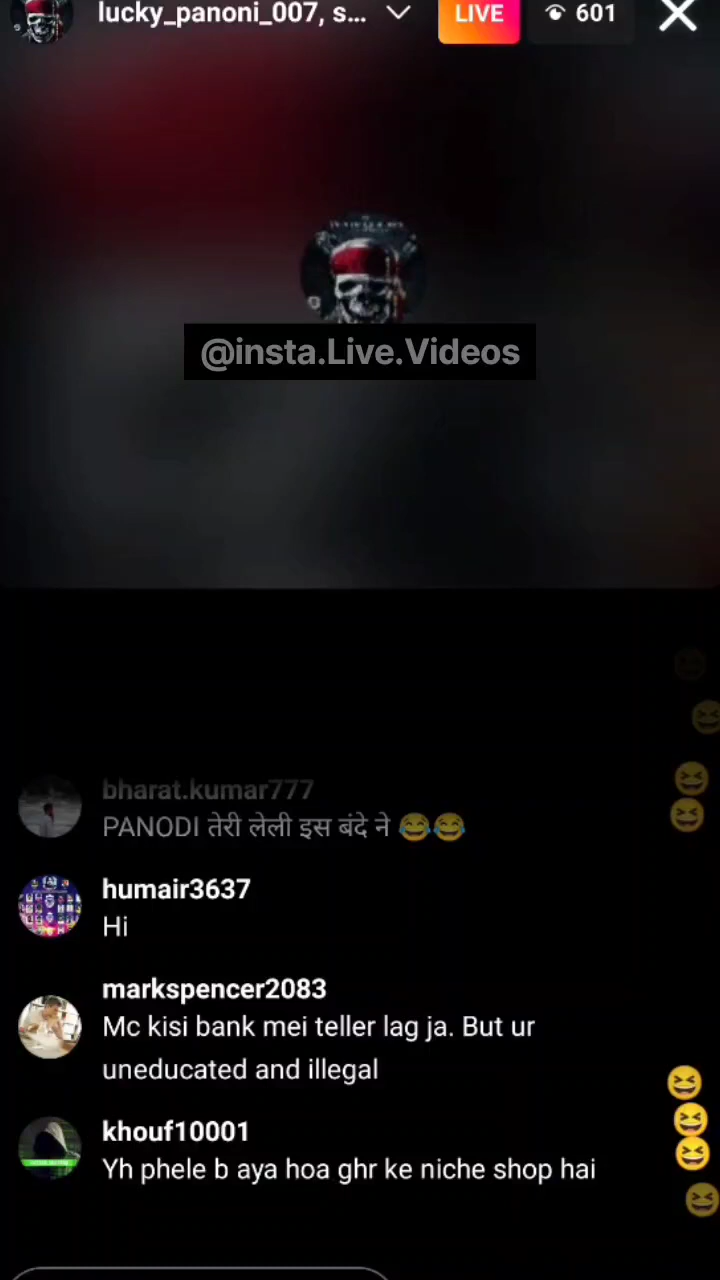 lucky_panoni_007, s...
LIVE
601
@insta.Live.Videos
bharat.kumar777
PANODI तेरी लेली इस बंदे ने 😂😂
humair3637
Hi
markspencer2083
Mc kisi bank mei teller lag ja. But ur
uneducated and illegal
khouf10001
Yh phele b aya hoa ghr ke niche shop hai